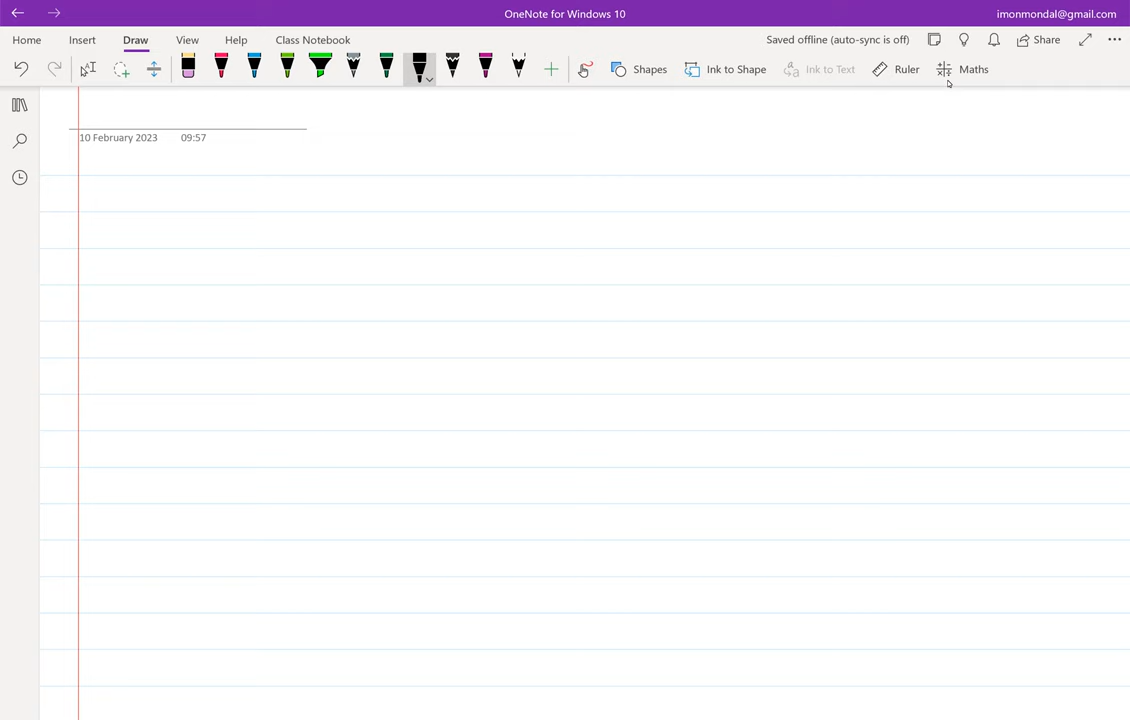 OneNote for Windows 10
imonmondal@gmail.com
Home Insert Draw View Help Class Notebook
Saved offline (auto-sync is off) Share
Shapes Ink to Shape Ink to Text Ruler Maths
10 February 2023 09:57